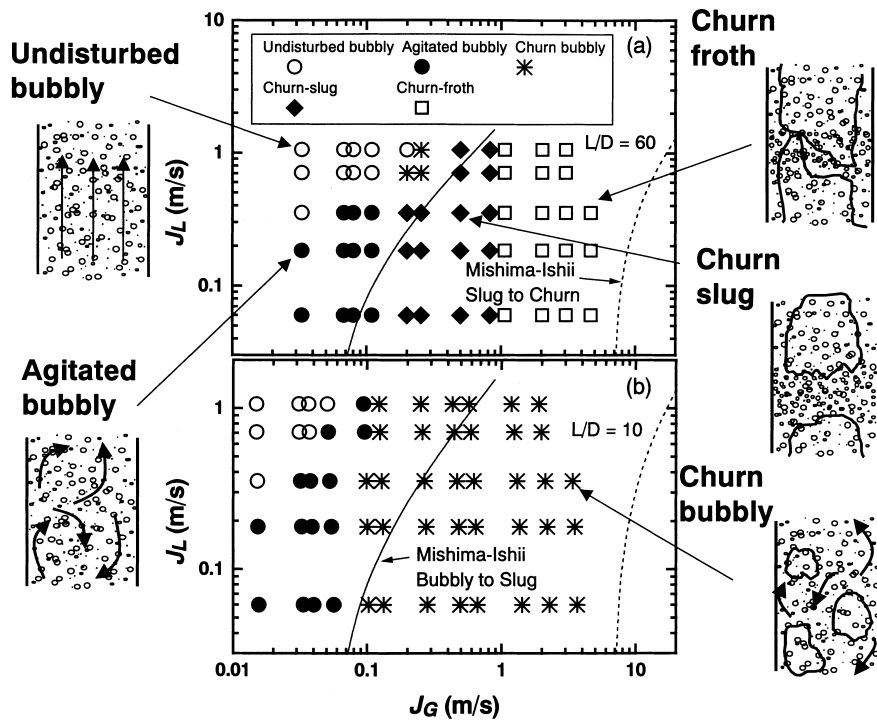 Undisturbed
bubbly
Agitated
bubbly
Churn
froth
Churn
slug
Churn
bubbly
(a)
Undisturbed bubbly Agitated bubbly Churn bubbly
Churn-slug Churn-froth
L/D = 60
Mishima-Ishii
Slug to Churn
10
1
0.1
J_L (m/s)
(b)
L/D = 10
Mishima-Ishii
Bubbly to Slug
1
0.1
J_L (m/s)
0.01 0.1 1 10
J_G (m/s)